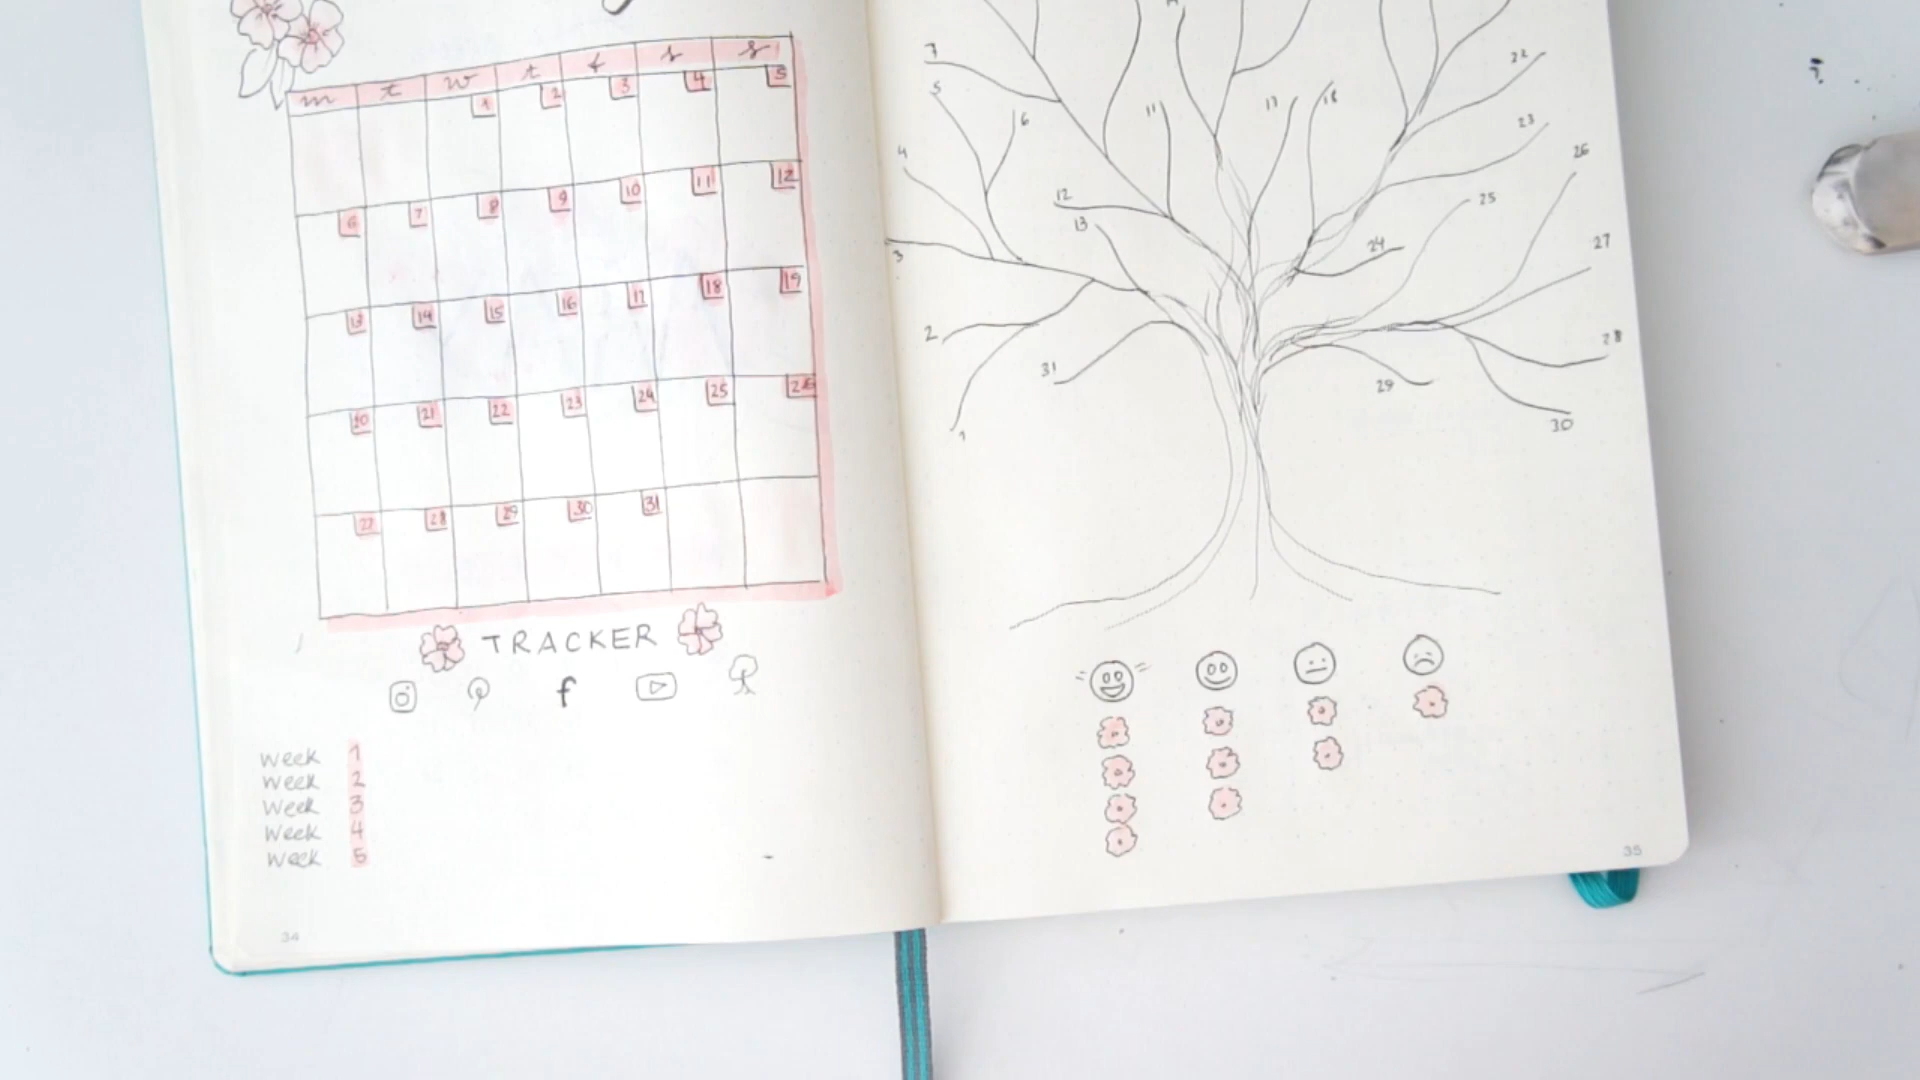 m t w t f s s
1 2 3 4 5
6 7 8 9 10 11 12
13 14 15 16 17 18 19
20 21 22 23 24 25 26
27 28 29 30 31
TRACKER
f
week 1
week 2
week 3
week 4
week 5
34
7
5
6
4
3
2
1
31
12
13
11
17
18
22
23
26
25
24
27
28
29
30
35